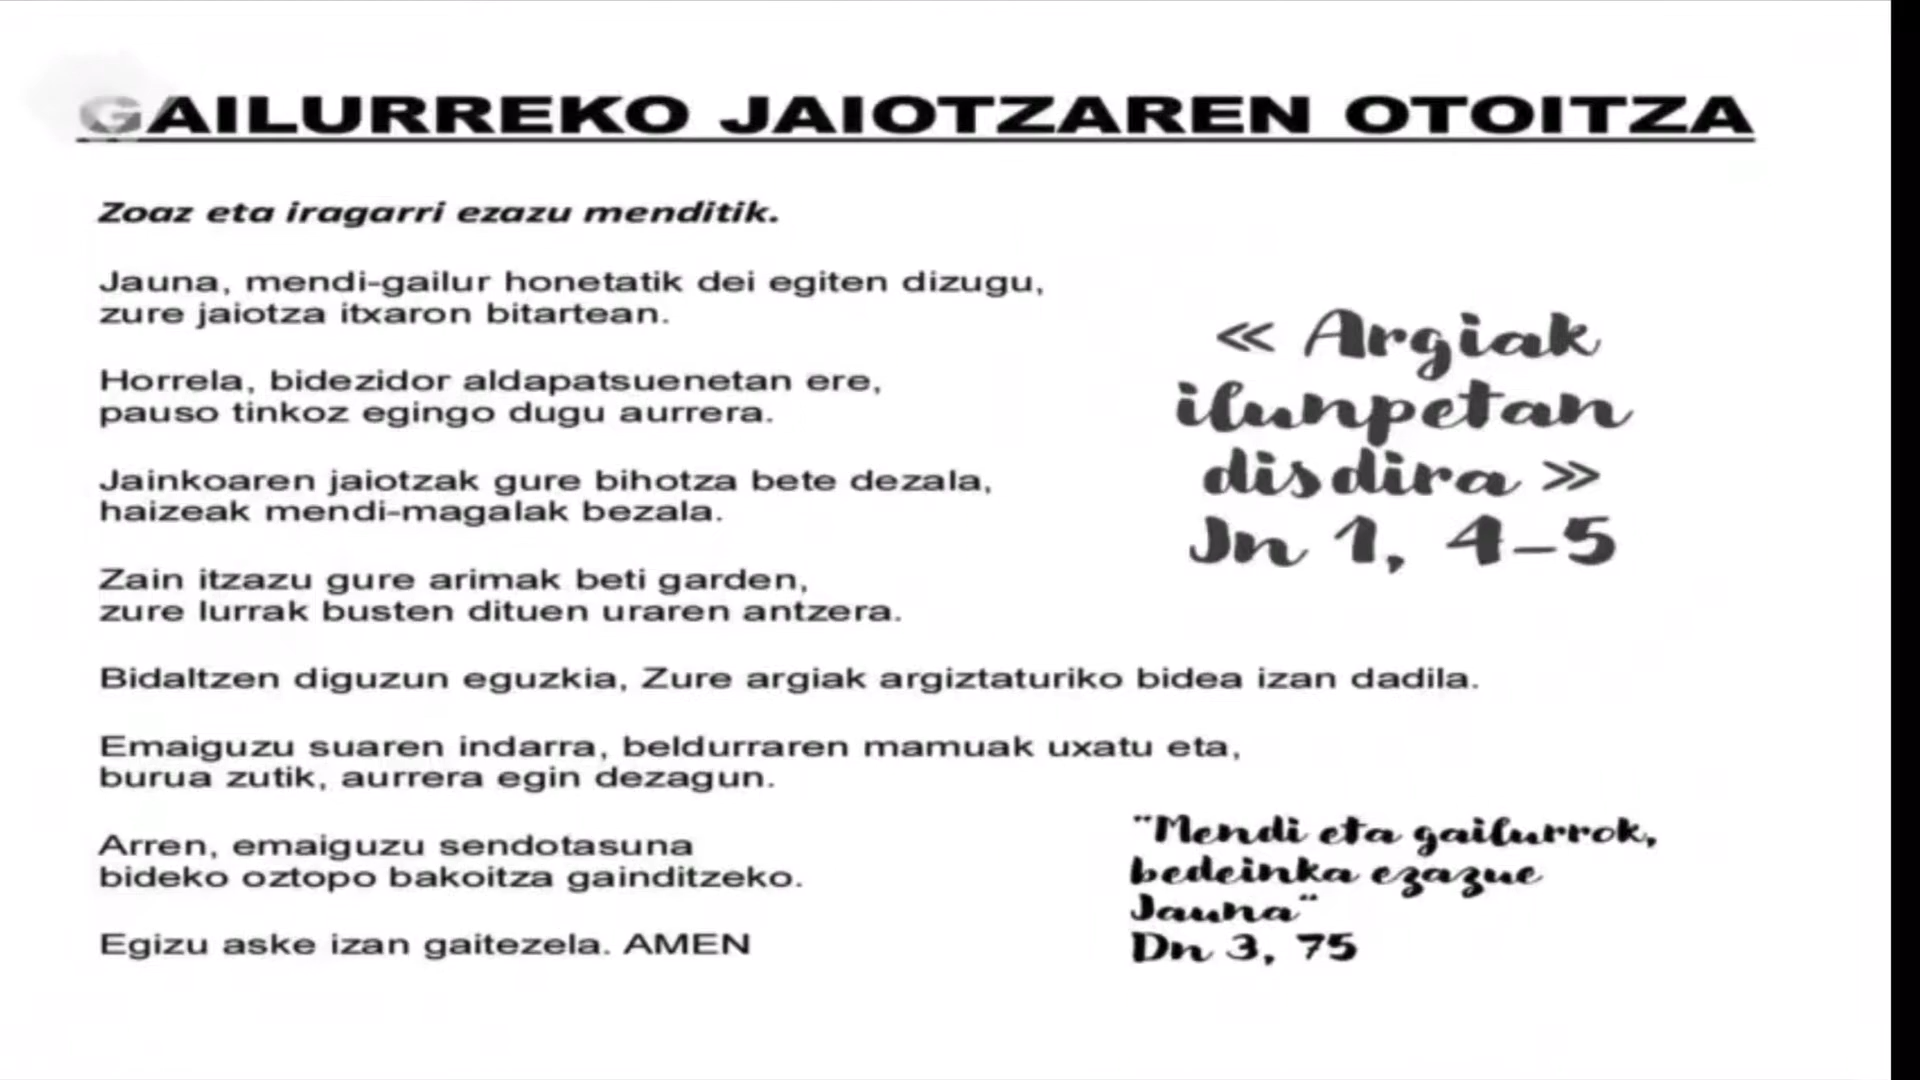 GAILURREKO JAIOTZAREN OTOITZA
Zoaz eta iragarri ezazu menditik.
Jauna, mendi-gailur honetatik dei egiten dizugu,
zure jaiotza itxaron bitartean.
Horrela, bidezidor aldapatsuenetan ere,
pauso tinkoz egingo dugu aurrera.
Jainkoaren jaiotzak gure bihotza bete dezala,
haizeak mendi-magalak bezala.
Zain itzazu gure arimak beti garden,
zure lurrak busten dituen uraren antzera.
Bidaltzen diguzun eguzkia, Zure argiak argiztaturiko bidea izan dadila.
Emaiguzu suaren indarra, beldurraren mamuak uxatu eta,
burua zutik, aurrera egin dezagun.
Arren, emaiguzu sendotasuna
bideko oztopo bakoitza gainditzeko.
Egizu aske izan gaitezela. AMEN
« Argiak
ilunpetan
disdira »
Jn 1, 4-5
"Mendi eta gailurrok,
bedeinka ezazue
Jauna"
Dn 3, 75